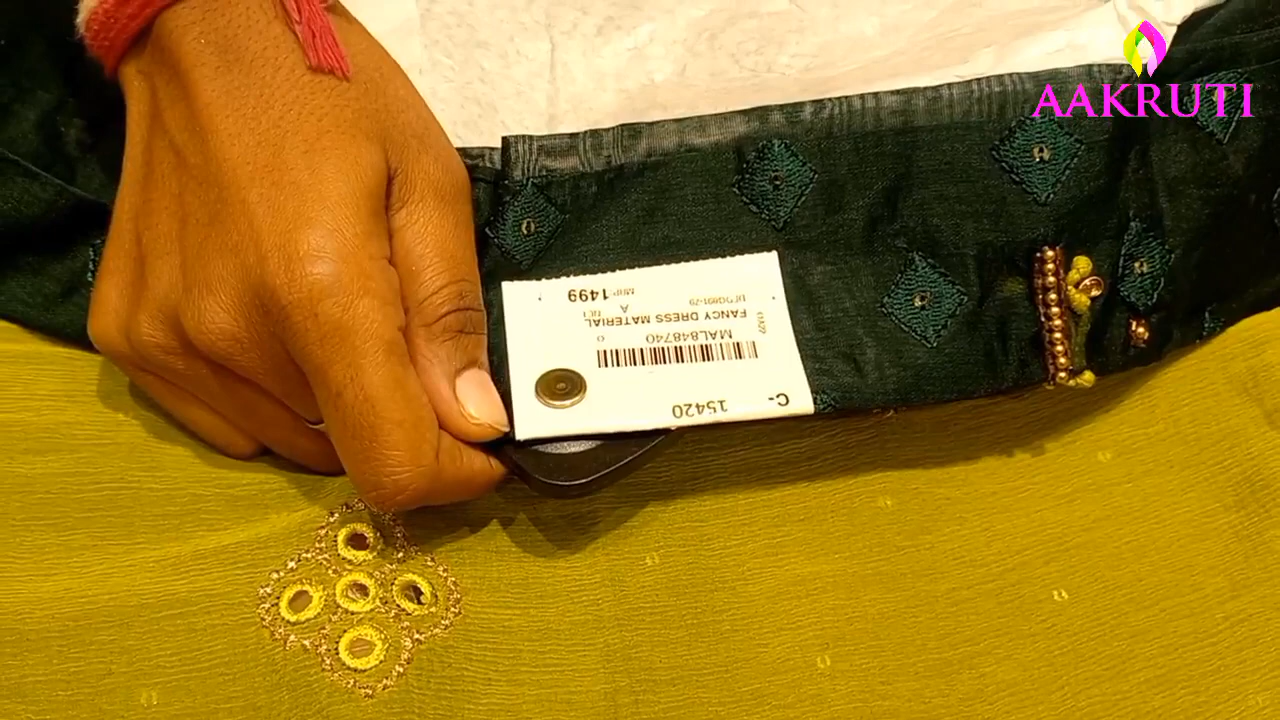 AAKRUTI
C-
15420
MAL848740
FANCY DRESS MATERIAL
A
MRP 1499